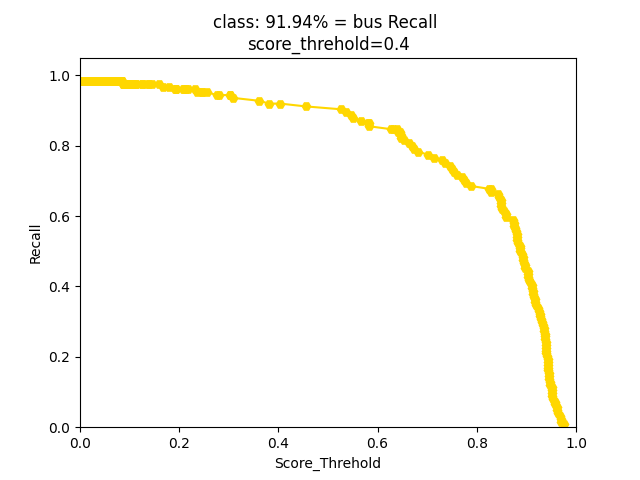 class: 91.94% = bus Recall
score_threhold=0.4
1.0
0.8
0.6
0.4
0.2
0.0
Recall
0.0 0.2 0.4 0.6 0.8 1.0
Score_Threhold